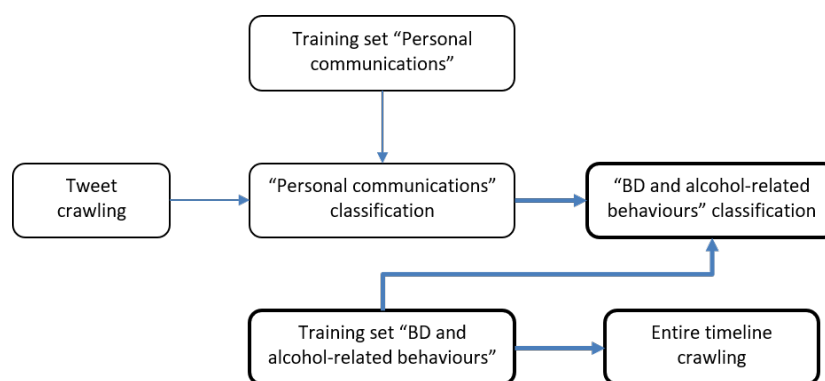 Training set “Personal
communications”
Tweet
crawling
“Personal communications”
classification
“BD and alcohol-related
behaviours” classification
Training set “BD and
alcohol-related behaviours”
Entire timeline
crawling